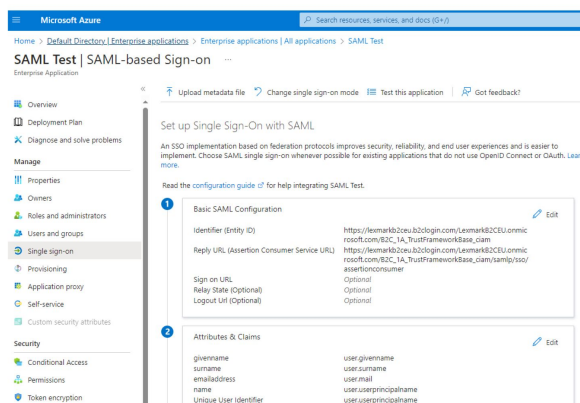 Microsoft Azure
Search resources, services, and docs (G+/)
Home > Default Directory | Enterprise applications > Enterprise applications | All applications > SAML Test
SAML Test | SAML-based Sign-on ...
Enterprise Application
«
Upload metadata file Change single sign-on mode Test this application Got feedback?
Overview
Deployment Plan
Diagnose and solve problems
Manage
Properties
Owners
Roles and administrators
Users and groups
Single sign-on
Provisioning
Application proxy
Self-service
Custom security attributes
Security
Conditional Access
Permissions
Token encryption
Set up Single Sign-On with SAML
An SSO implementation based on federation protocols improves security, reliability, and end user experiences and is easier to
implement. Choose SAML single sign-on whenever possible for existing applications that do not use OpenID Connect or OAuth. Lear
more.
Read the configuration guide for help integrating SAML Test.
1
Basic SAML Configuration
Edit
Identifier (Entity ID) https://lexmarkb2ceu.b2clogin.com/LexmarkB2CEU.onmic
rosoft.com/B2C_1A_TrustFrameworkBase_ciam
Reply URL (Assertion Consumer Service URL) https://lexmarkb2ceu.b2clogin.com/LexmarkB2CEU.onmic
rosoft.com/B2C_1A_TrustFrameworkBase_ciam/samlp/sso/
assertionconsumer
Sign on URL Optional
Relay State (Optional) Optional
Logout Url (Optional) Optional
2
Attributes & Claims
Edit
givenname user.givenname
surname user.surname
emailaddress user.mail
name user.userprincipalname
Unique User Identifier user.userprincipalname